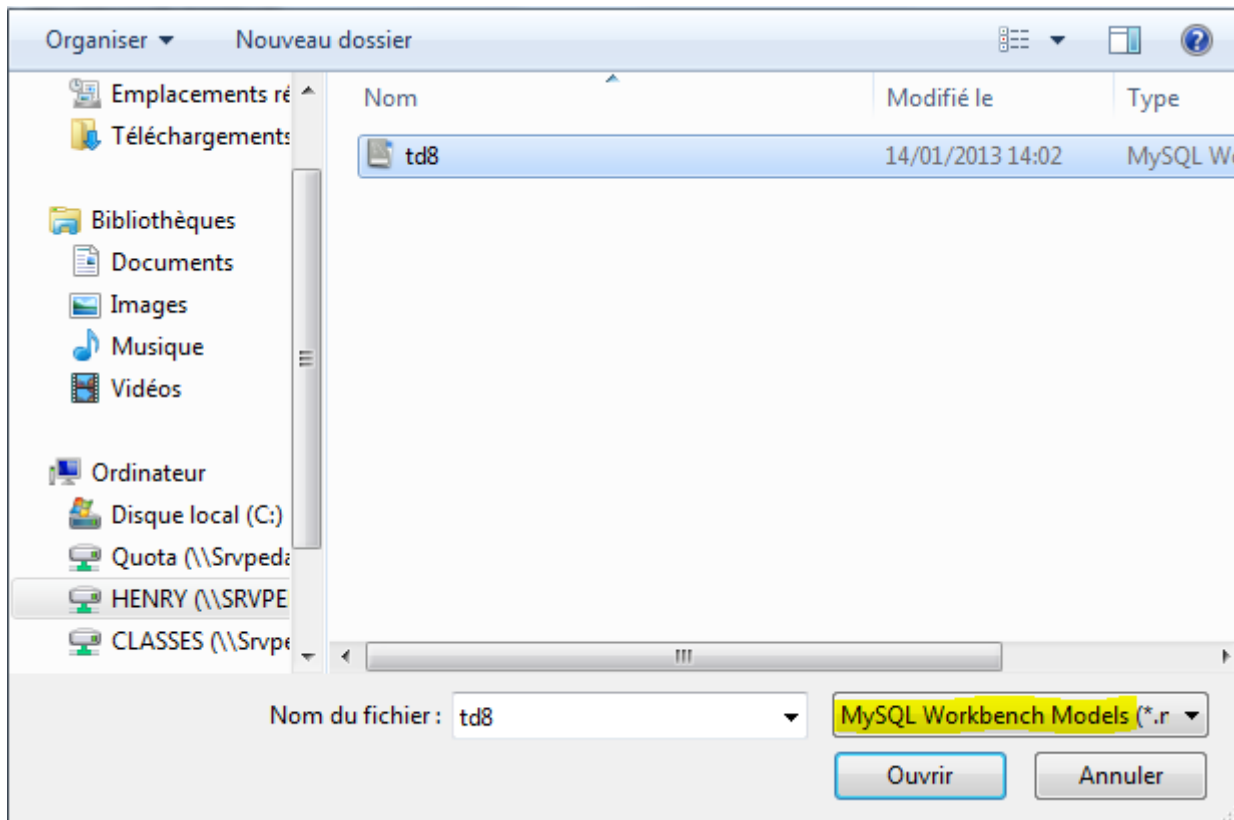 Organiser Nouveau dossier
Nom Modifié le Type
Emplacements ré
Téléchargements
Bibliothèques
Documents
Images
Musique
Vidéos
Ordinateur
Disque local (C:)
Quota (\\Srvpeda
HENRY (\\SRVPE
CLASSES (\\Srvpe
td8 14/01/2013 14:02 MySQL Wo
Nom du fichier : td8 MySQL Workbench Models (*.r
Ouvrir Annuler